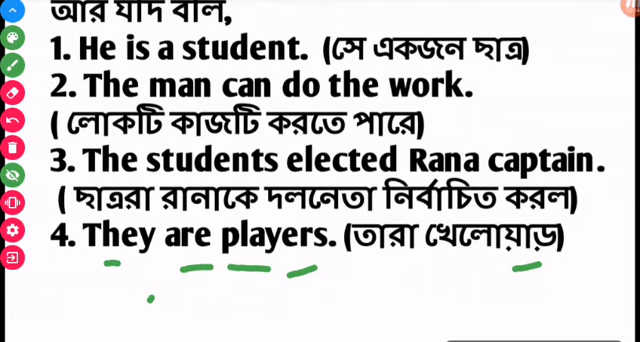 আর যদি বলি,
1. He is a student. (সে একজন ছাত্র)
2. The man can do the work.
( লোকটি কাজটি করতে পারে)
3. The students elected Rana captain.
( ছাত্ররা রানাকে দলনেতা নির্বাচিত করল)
4. They are players. (তারা খেলোয়াড়)